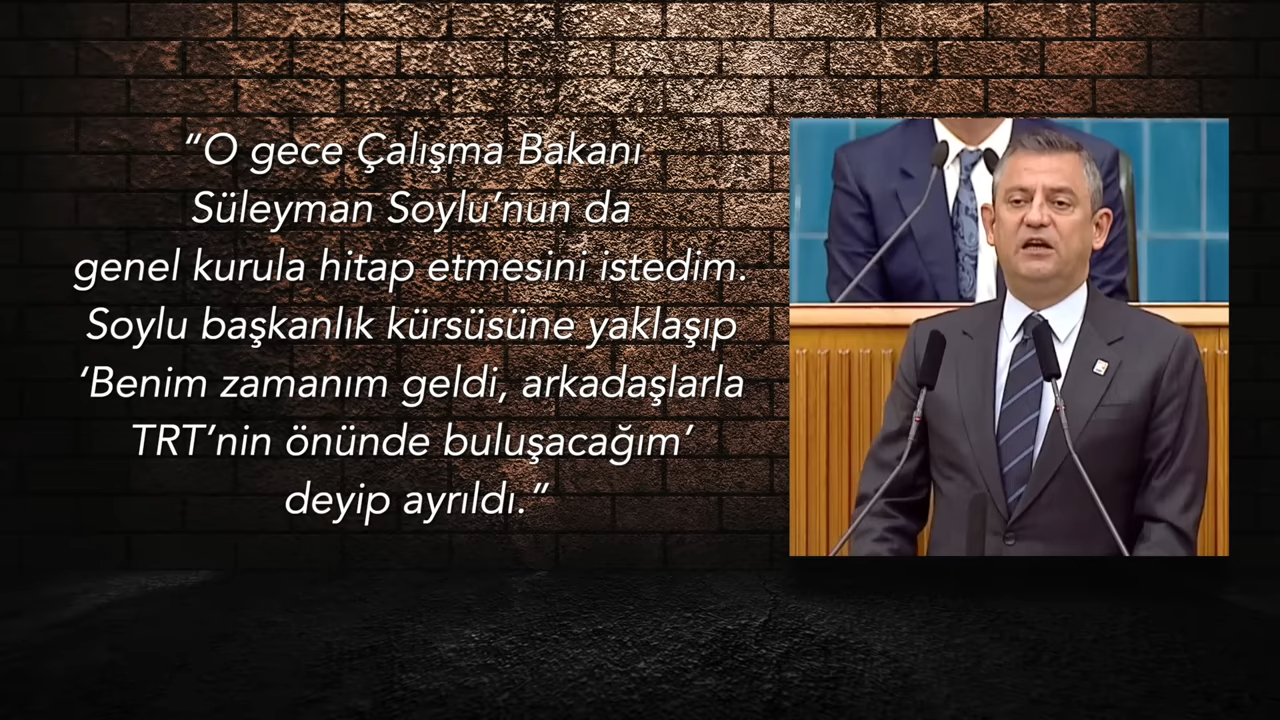 “O gece Çalışma Bakanı
Süleyman Soylu’nun da
genel kurula hitap etmesini istedim.
Soylu başkanlık kürsüsüne yaklaşıp
‘Benim zamanım geldi, arkadaşlarla
TRT’nin önünde buluşacağım’
deyip ayrıldı.”